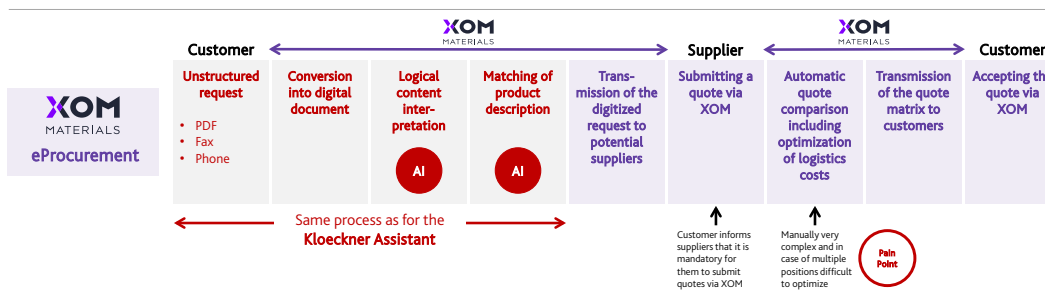 XOM
MATERIALS
XOM
MATERIALS
Customer
Supplier
Customer
XOM
MATERIALS
eProcurement
Unstructured
request
• PDF
• Fax
• Phone
Conversion
into digital
document
Logical
content
inter-
pretation
AI
Matching of
product
description
AI
Trans-
mission of the
digitized
request to
potential
suppliers
Submitting a
quote via
XOM
Automatic
quote
comparison
including
optimization
of logistics
costs
Transmission
of the quote
matrix to
customers
Accepting th
quote via
XOM
Same process as for the
Kloeckner Assistant
Customer informs
suppliers that it is
mandatory for
them to submit
quotes via XOM
Manually very
complex and in
case of multiple
positions difficult
to optimize
Pain
Point